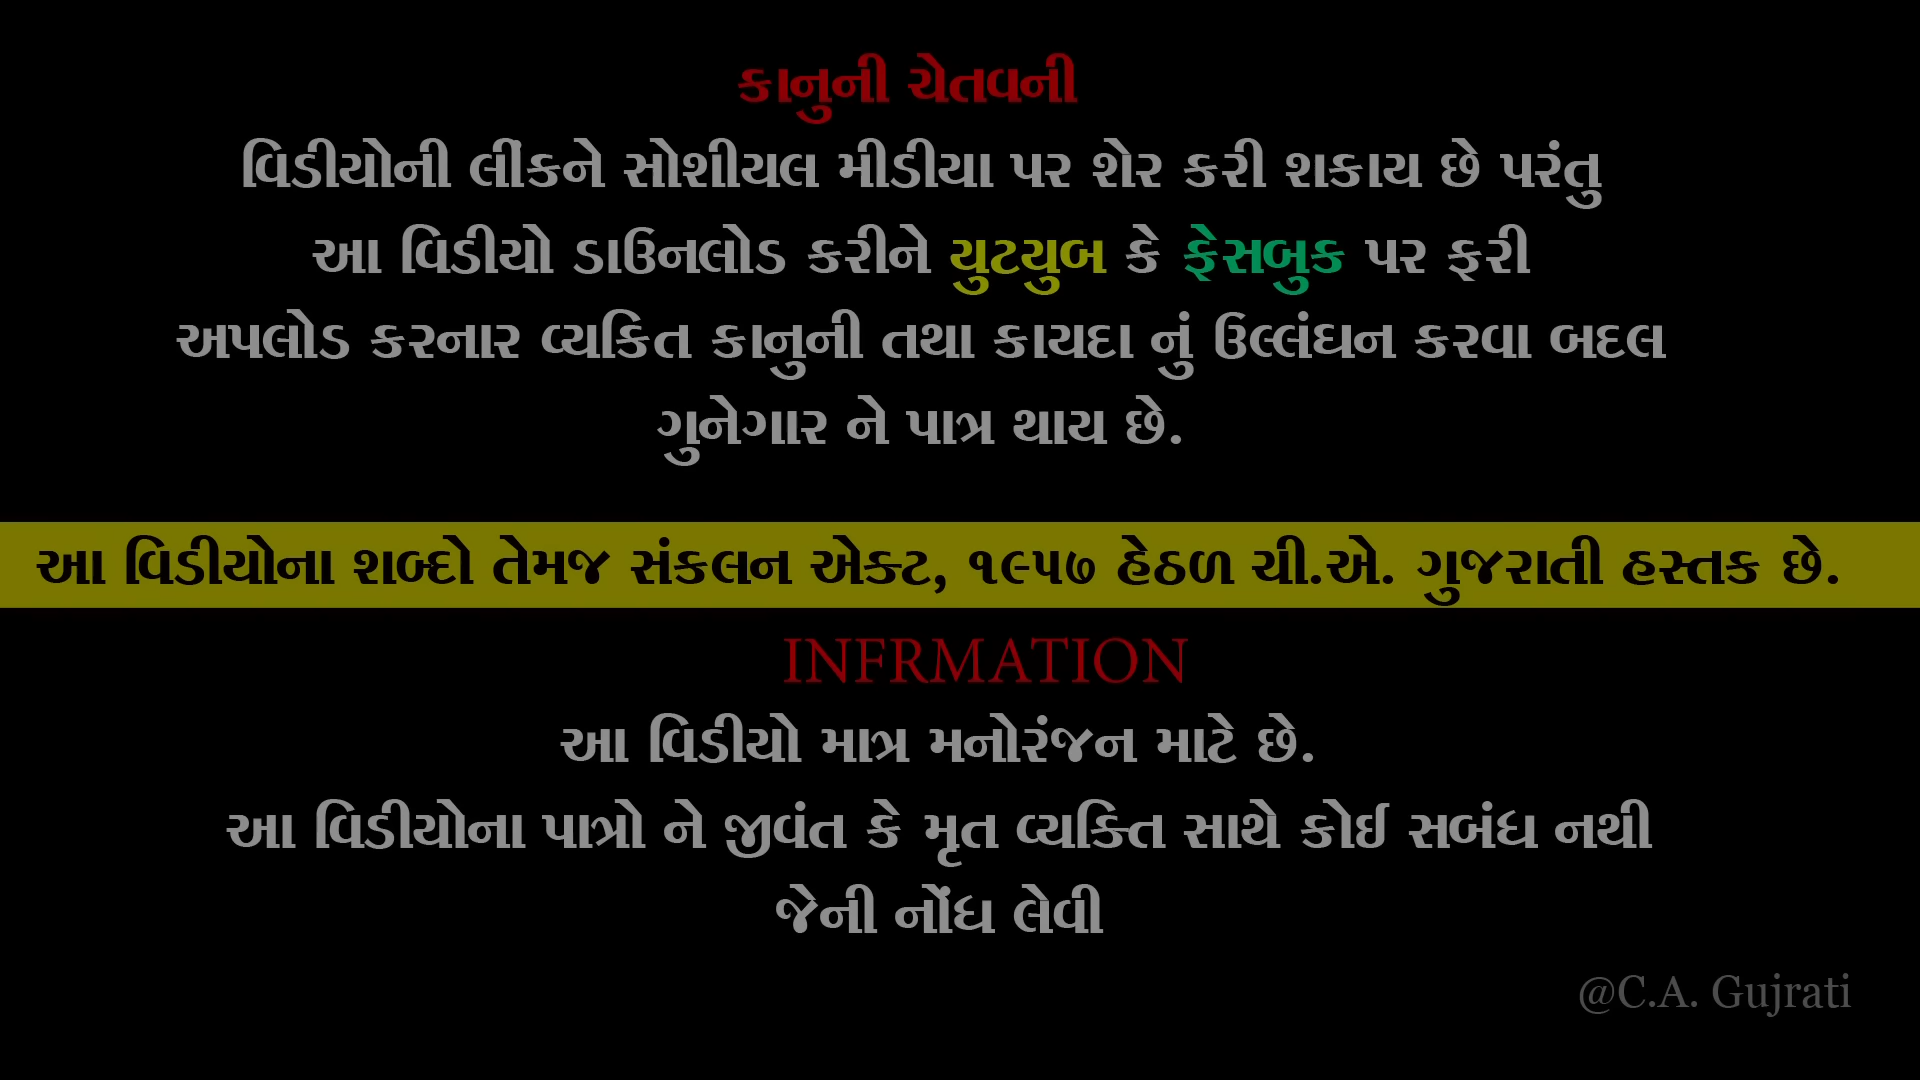 કાનુની ચેતવની
વિડીયોની લીંકને સોશીયલ મીડીયા પર શેર કરી શકાય છે પરંતુ
આ વિડીયો ડાઉનલોડ કરીને યુટયુબ કે ફેસબુક પર ફરી
અપલોડ કરનાર વ્યકિત કાનુની તથા કાયદા નું ઉલ્લંઘન કરવા બદલ
ગુનેગાર ને પાત્ર થાય છે.
આ વિડીયોના શબ્દો તેમજ સંકલન એક્ટ, ૧૯૫૭ હેઠળ ચી.એ. ગુજરાતી હસ્તક છે.
INFRMATION
આ વિડીયો માત્ર મનોરંજન માટે છે.
આ વિડીયોના પાત્રો ને જીવંત કે મૃત વ્યક્તિ સાથે કોઈ સબંધ નથી
જેની નોંધ લેવી
@C.A. Gujrati